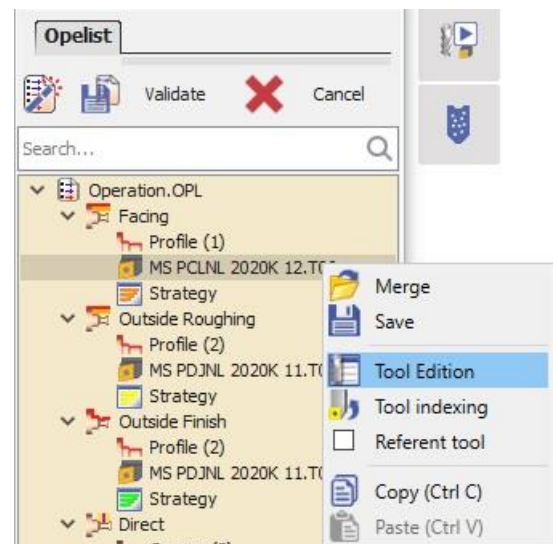 Opelist
Validate Cancel
Search...
Operation.OPL
Facing
Profile (1)
MS PCLNL 2020K 12.
Strategy
Outside Roughing
Profile (2)
MS PDJNL 2020K 11.
Strategy
Outside Finish
Profile (2)
MS PDJNL 2020K 11.
Strategy
Direct
Merge
Save
Tool Edition
Tool indexing
Referent tool
Copy (Ctrl C)
Paste (Ctrl V)